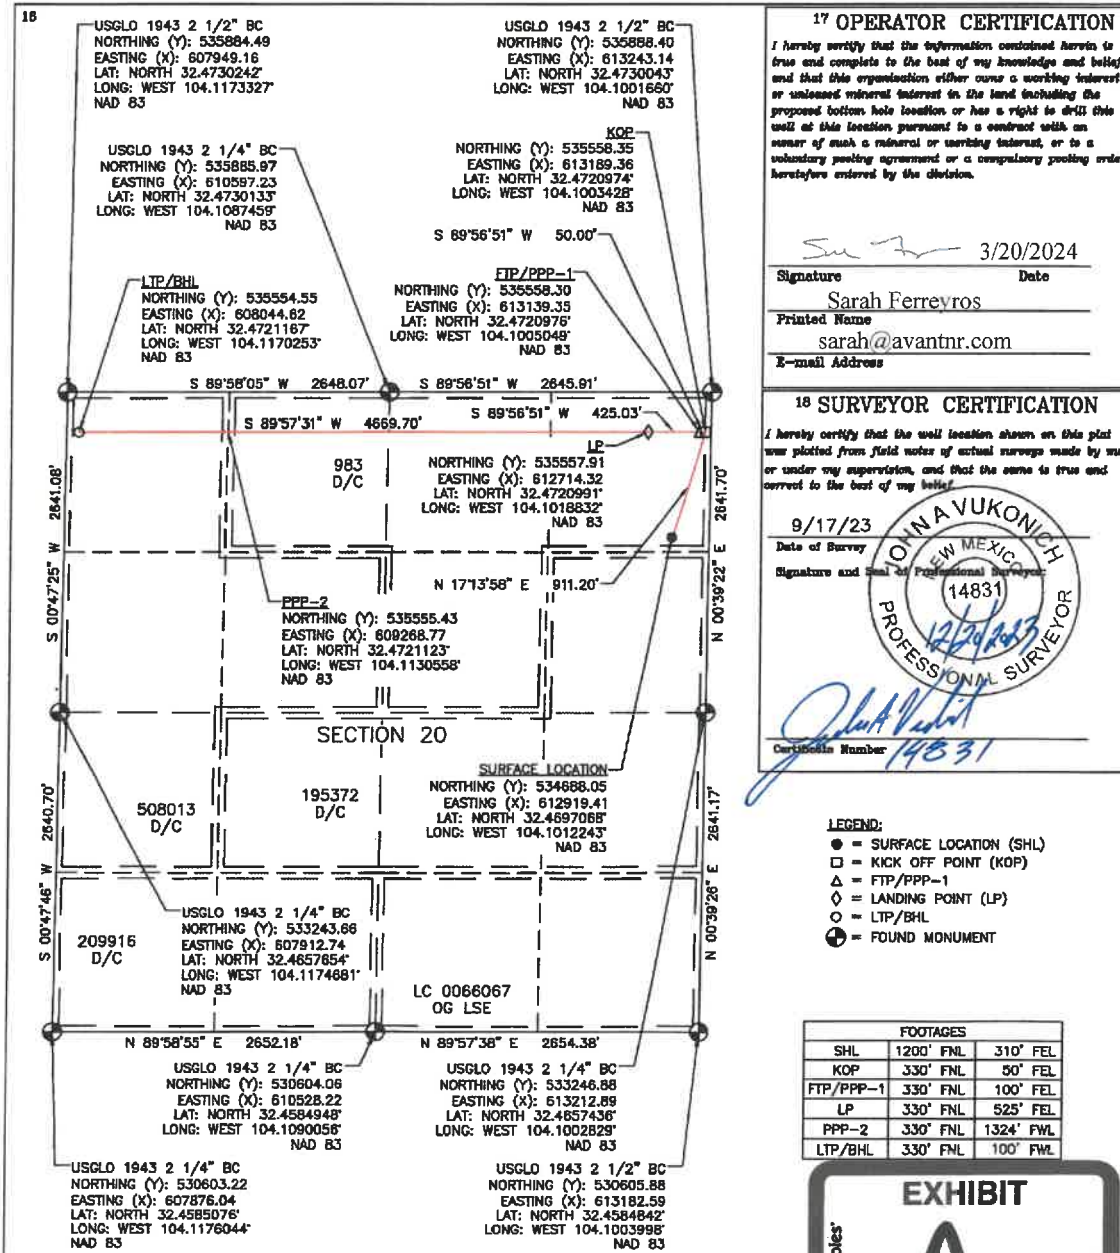 16
USGLO 1943 2 1/2" BC
NORTHING (Y): 535884.49
EASTING (X): 607949.16
LAT: NORTH 32.4730242°
LONG: WEST 104.1173327°
NAD 83
USGLO 1943 2 1/2" BC
NORTHING (Y): 535888.40
EASTING (X): 613243.14
LAT: NORTH 32.4730043°
LONG: WEST 104.1001660°
NAD 83
USGLO 1943 2 1/4" BC
NORTHING (Y): 535885.97
EASTING (X): 610597.23
LAT: NORTH 32.4730133°
LONG: WEST 104.1087459°
NAD 83
KOP
NORTHING (Y): 535558.35
EASTING (X): 613189.36
LAT: NORTH 32.4720974°
LONG: WEST 104.1003428°
NAD 83
S 89°56'51" W 50.00'
LTP/BHL
NORTHING (Y): 535554.55
EASTING (X): 608044.62
LAT: NORTH 32.4721167°
LONG: WEST 104.1170253°
NAD 83
FTP/PPP-1
NORTHING (Y): 535558.30
EASTING (X): 613139.35
LAT: NORTH 32.4720976°
LONG: WEST 104.1005049°
NAD 83
S 89°58'05" W 2648.07'
S 89°56'51" W 2645.91'
S 89°57'31" W 4669.70'
S 89°56'51" W 425.03'
LP
NORTHING (Y): 535557.91
EASTING (X): 612714.32
LAT: NORTH 32.4720991°
LONG: WEST 104.1018832°
NAD 83
983
D/C
S 00°47'25" W 2641.08'
N 00°39'22" E 2641.70'
N 17°13'58" E 911.20'
PPP-2
NORTHING (Y): 535555.43
EASTING (X): 609268.77
LAT: NORTH 32.4721123°
LONG: WEST 104.1130558°
NAD 83
SECTION 20
SURFACE LOCATION
NORTHING (Y): 534688.05
EASTING (X): 612919.41
LAT: NORTH 32.4697068°
LONG: WEST 104.1012243°
NAD 83
508013
D/C
195372
D/C
S 00°47'46" W 2640.70'
N 00°39'26" E 2641.17'
209916
D/C
USGLO 1943 2 1/4" BC
NORTHING (Y): 533243.66
EASTING (X): 607912.74
LAT: NORTH 32.4657654°
LONG: WEST 104.1174681°
NAD 83
LC 0066067
OG LSE
N 89°58'55" E 2652.18'
N 89°57'38" E 2654.38'
USGLO 1943 2 1/4" BC
NORTHING (Y): 530604.06
EASTING (X): 610528.22
LAT: NORTH 32.4584948°
LONG: WEST 104.1090056°
NAD 83
USGLO 1943 2 1/2" BC
NORTHING (Y): 533246.88
EASTING (X): 613212.89
LAT: NORTH 32.4657436°
LONG: WEST 104.1002829°
NAD 83
USGLO 1943 2 1/4" BC
NORTHING (Y): 530603.22
EASTING (X): 607876.04
LAT: NORTH 32.4585076°
LONG: WEST 104.1176044°
NAD 83
USGLO 1943 2 1/2" BC
NORTHING (Y): 530605.88
EASTING (X): 613182.59
LAT: NORTH 32.4584842°
LONG: WEST 104.1003998°
NAD 83
17 OPERATOR CERTIFICATION
I hereby certify that the information contained herein is
true and complete to the best of my knowledge and belief,
and that this organization either owns a working interest
or unleased mineral interest in the land including the
proposed bottom hole location or has a right to drill this
well at this location pursuant to a contract with an
owner of such a mineral or working interest, or to a
voluntary pooling agreement or a compulsory pooling order
heretofore entered by the division.
3/20/2024
Signature Date
Sarah Ferreyros
Printed Name
sarah@avantnr.com
E-mail Address
18 SURVEYOR CERTIFICATION
I hereby certify that the well location shown on this plat
was plotted from field notes of actual surveys made by me
or under my supervision, and that the same is true and
correct to the best of my belief.
9/17/23
Date of Survey
Signature and Seal of Professional Surveyor:
JOHN A VUKONICH
NEW MEXICO
14831
12/20/2023
PROFESSIONAL SURVEYOR
Certificate Number 14831
LEGEND:
= SURFACE LOCATION (SHL)
= KICK OFF POINT (KOP)
= FTP/PPP-1
= LANDING POINT (LP)
= LTP/BHL
= FOUND MONUMENT
FOOTAGES
SHL 1200' FNL 310' FEL
KOP 330' FNL 50' FEL
FTP/PPP-1 330' FNL 100' FEL
LP 330' FNL 525' FEL
PPP-2 330' FNL 1324' FWL
LTP/BHL 330' FNL 100' FWL
EXHIBIT